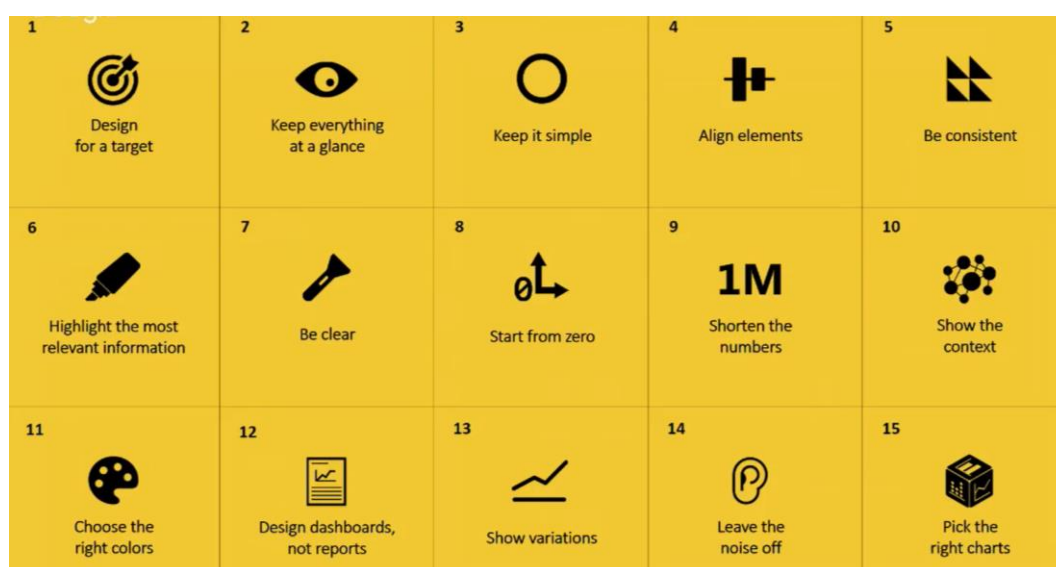 1
Design
for a target
2
Keep everything
at a glance
3
Keep it simple
4
Align elements
5
Be consistent
6
Highlight the most
relevant information
7
Be clear
8
0
Start from zero
9
1M
Shorten the
numbers
10
Show the
context
11
Choose the
right colors
12
Design dashboards,
not reports
13
Show variations
14
Leave the
noise off
15
Pick the
right charts